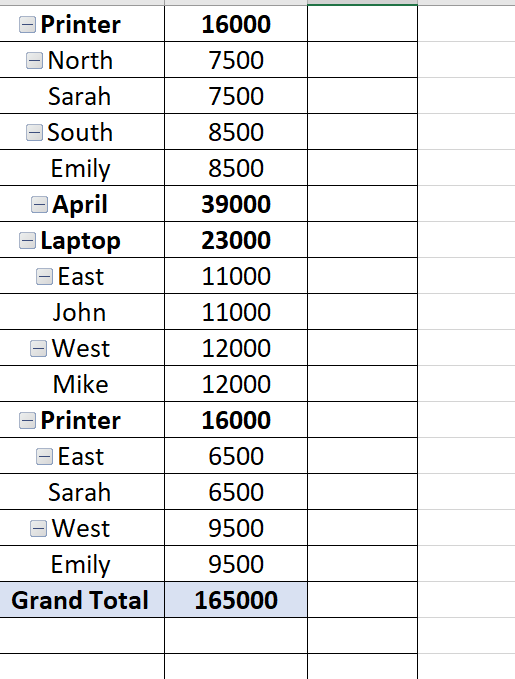 Printer 16000
North 7500
Sarah 7500
South 8500
Emily 8500
April 39000
Laptop 23000
East 11000
John 11000
West 12000
Mike 12000
Printer 16000
East 6500
Sarah 6500
West 9500
Emily 9500
Grand Total 165000